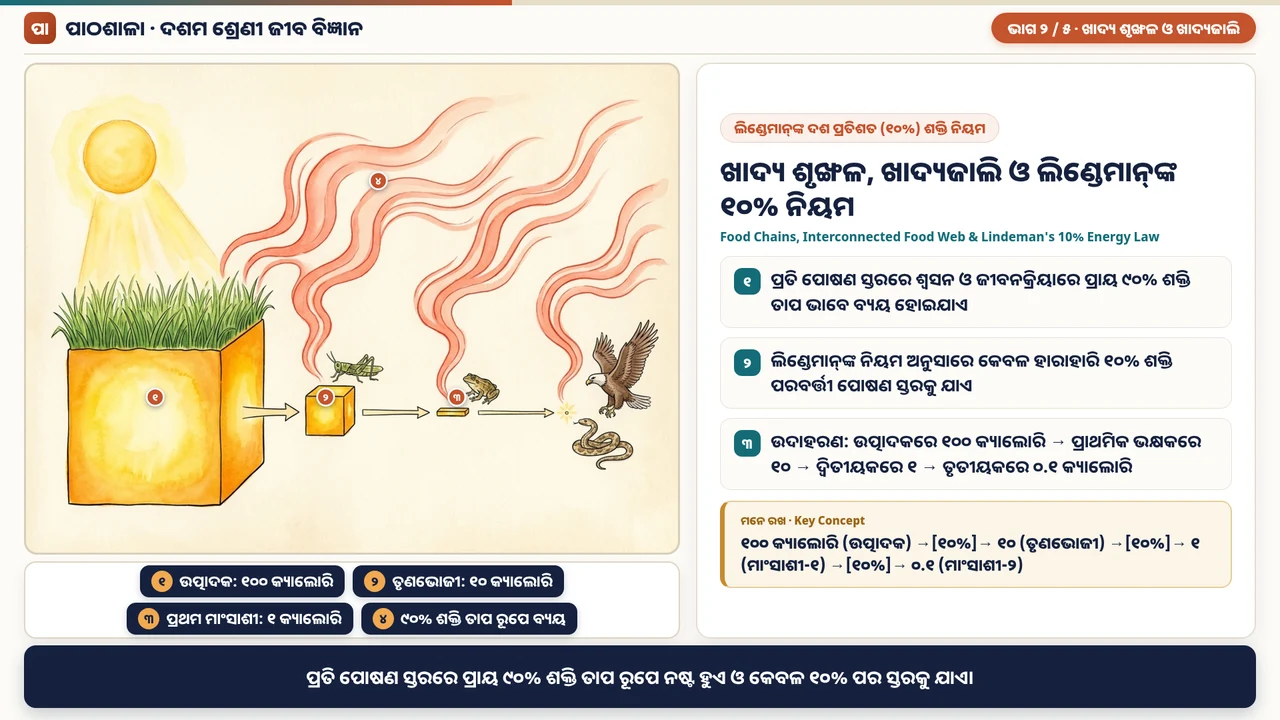 ପା ପାଠଶାଳା · ଦଶମ ଶ୍ରେଣୀ ଜୀବ ବିଜ୍ଞାନ
ଭାଗ ୨ / ୫ · ଖାଦ୍ୟ ଶୃଙ୍ଖଳ ଓ ଖାଦ୍ୟଜାଲି
୪
୧
୨
୩
୧ ଉତ୍ପାଦକ: ୧୦୦ କ୍ୟାଲୋରି
୨ ତୃଣଭୋଜୀ: ୧୦ କ୍ୟାଲୋରି
୩ ପ୍ରଥମ ମାଂସାଶୀ: ୧ କ୍ୟାଲୋରି
୪ ୯୦% ଶକ୍ତି ତାପ ରୂପେ ବ୍ୟୟ
ଲିଣ୍ଡେମାନ୍‌ଙ୍କ ଦଶ ପ୍ରତିଶତ (୧୦%) ଶକ୍ତି ନିୟମ
ଖାଦ୍ୟ ଶୃଙ୍ଖଳ, ଖାଦ୍ୟଜାଲି ଓ ଲିଣ୍ଡେମାନ୍‌ଙ୍କ
୧୦% ନିୟମ
Food Chains, Interconnected Food Web & Lindeman's 10% Energy Law
୧ ପ୍ରତି ପୋଷଣ ସ୍ତରରେ ଶ୍ୱସନ ଓ ଜୀବନକ୍ରିୟାରେ ପ୍ରାୟ ୯୦% ଶକ୍ତି
ତାପ ଭାବେ ବ୍ୟୟ ହୋଇଯାଏ
୨ ଲିଣ୍ଡେମାନ୍‌ଙ୍କ ନିୟମ ଅନୁସାରେ କେବଳ ହାରାହାରି ୧୦% ଶକ୍ତି
ପରବର୍ତ୍ତୀ ପୋଷଣ ସ୍ତରକୁ ଯାଏ
୩ ଉଦାହରଣ: ଉତ୍ପାଦକରେ ୧୦୦ କ୍ୟାଲୋରି → ପ୍ରାଥମିକ ଭକ୍ଷକରେ
୧୦ → ଦ୍ୱିତୀୟକରେ ୧ → ତୃତୀୟକରେ ୦.୧ କ୍ୟାଲୋରି
ମନେ ରଖ · Key Concept
୧୦୦ କ୍ୟାଲୋରି (ଉତ୍ପାଦକ) →[୧୦%]→ ୧୦ (ତୃଣଭୋଜୀ) →[୧୦%]→ ୧
(ମାଂସାଶୀ-୧) →[୧୦%]→ ୦.୧ (ମାଂସାଶୀ-୨)
ପ୍ରତି ପୋଷଣ ସ୍ତରରେ ପ୍ରାୟ ୯୦% ଶକ୍ତି ତାପ ରୂପେ ନଷ୍ଟ ହୁଏ ଓ କେବଳ ୧୦% ପର ସ୍ତରକୁ ଯାଏ।